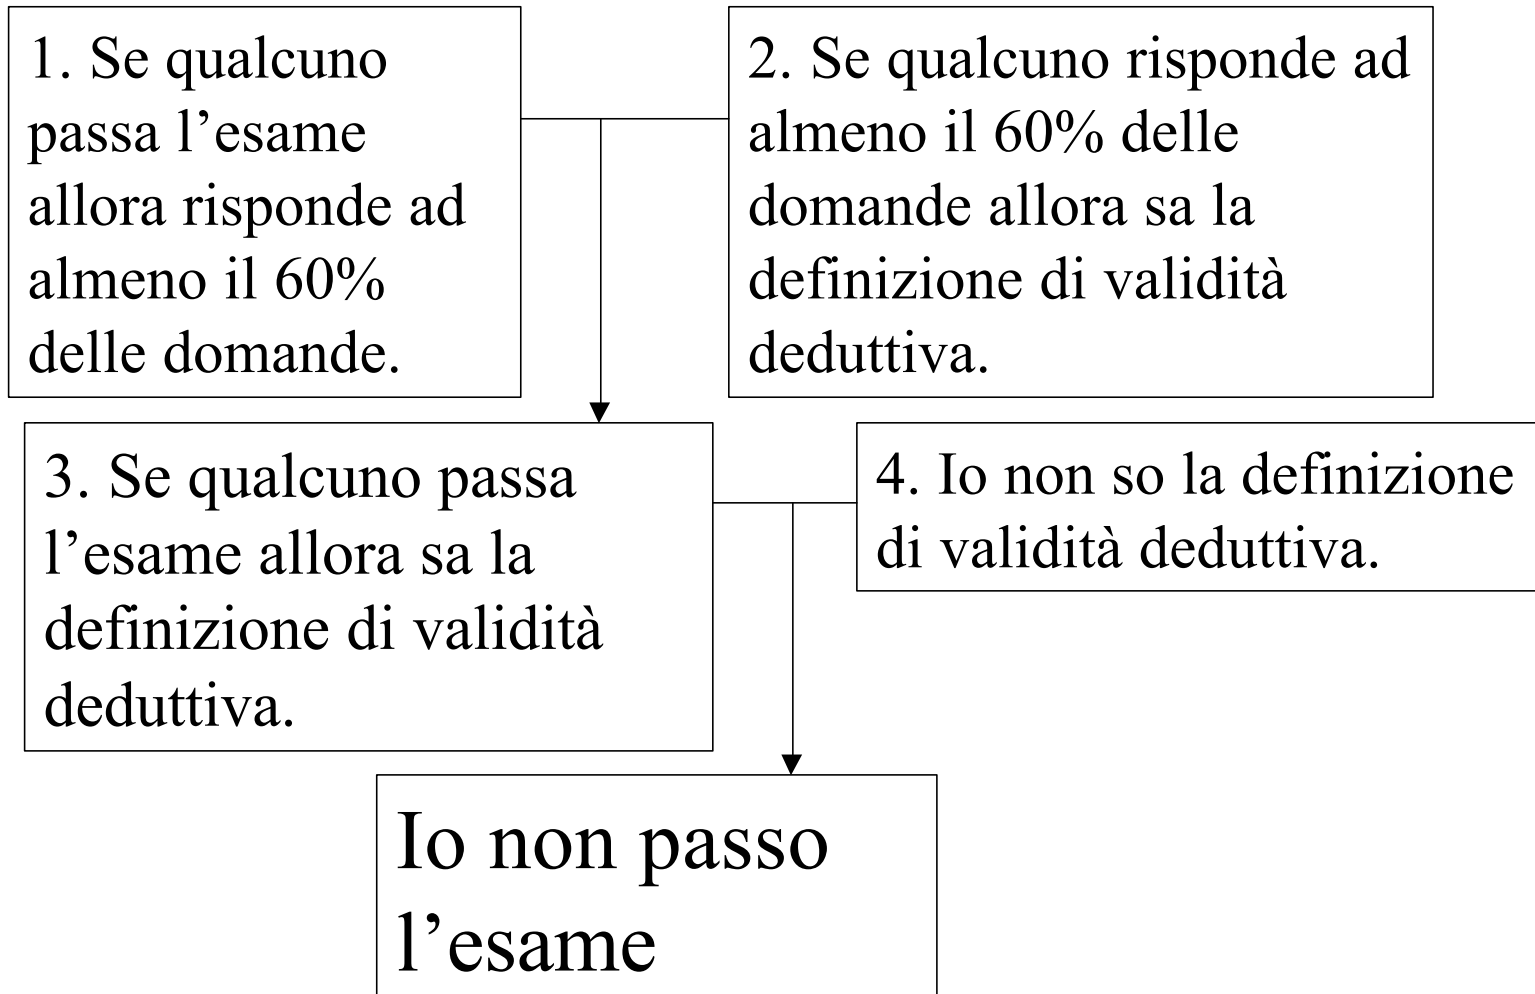 1. Se qualcuno
passa l’esame
allora risponde ad
almeno il 60%
delle domande.
2. Se qualcuno risponde ad
almeno il 60% delle
domande allora sa la
definizione di validità
deduttiva.
3. Se qualcuno passa
l’esame allora sa la
definizione di validità
deduttiva.
4. Io non so la definizione
di validità deduttiva.
Io non passo
l’esame